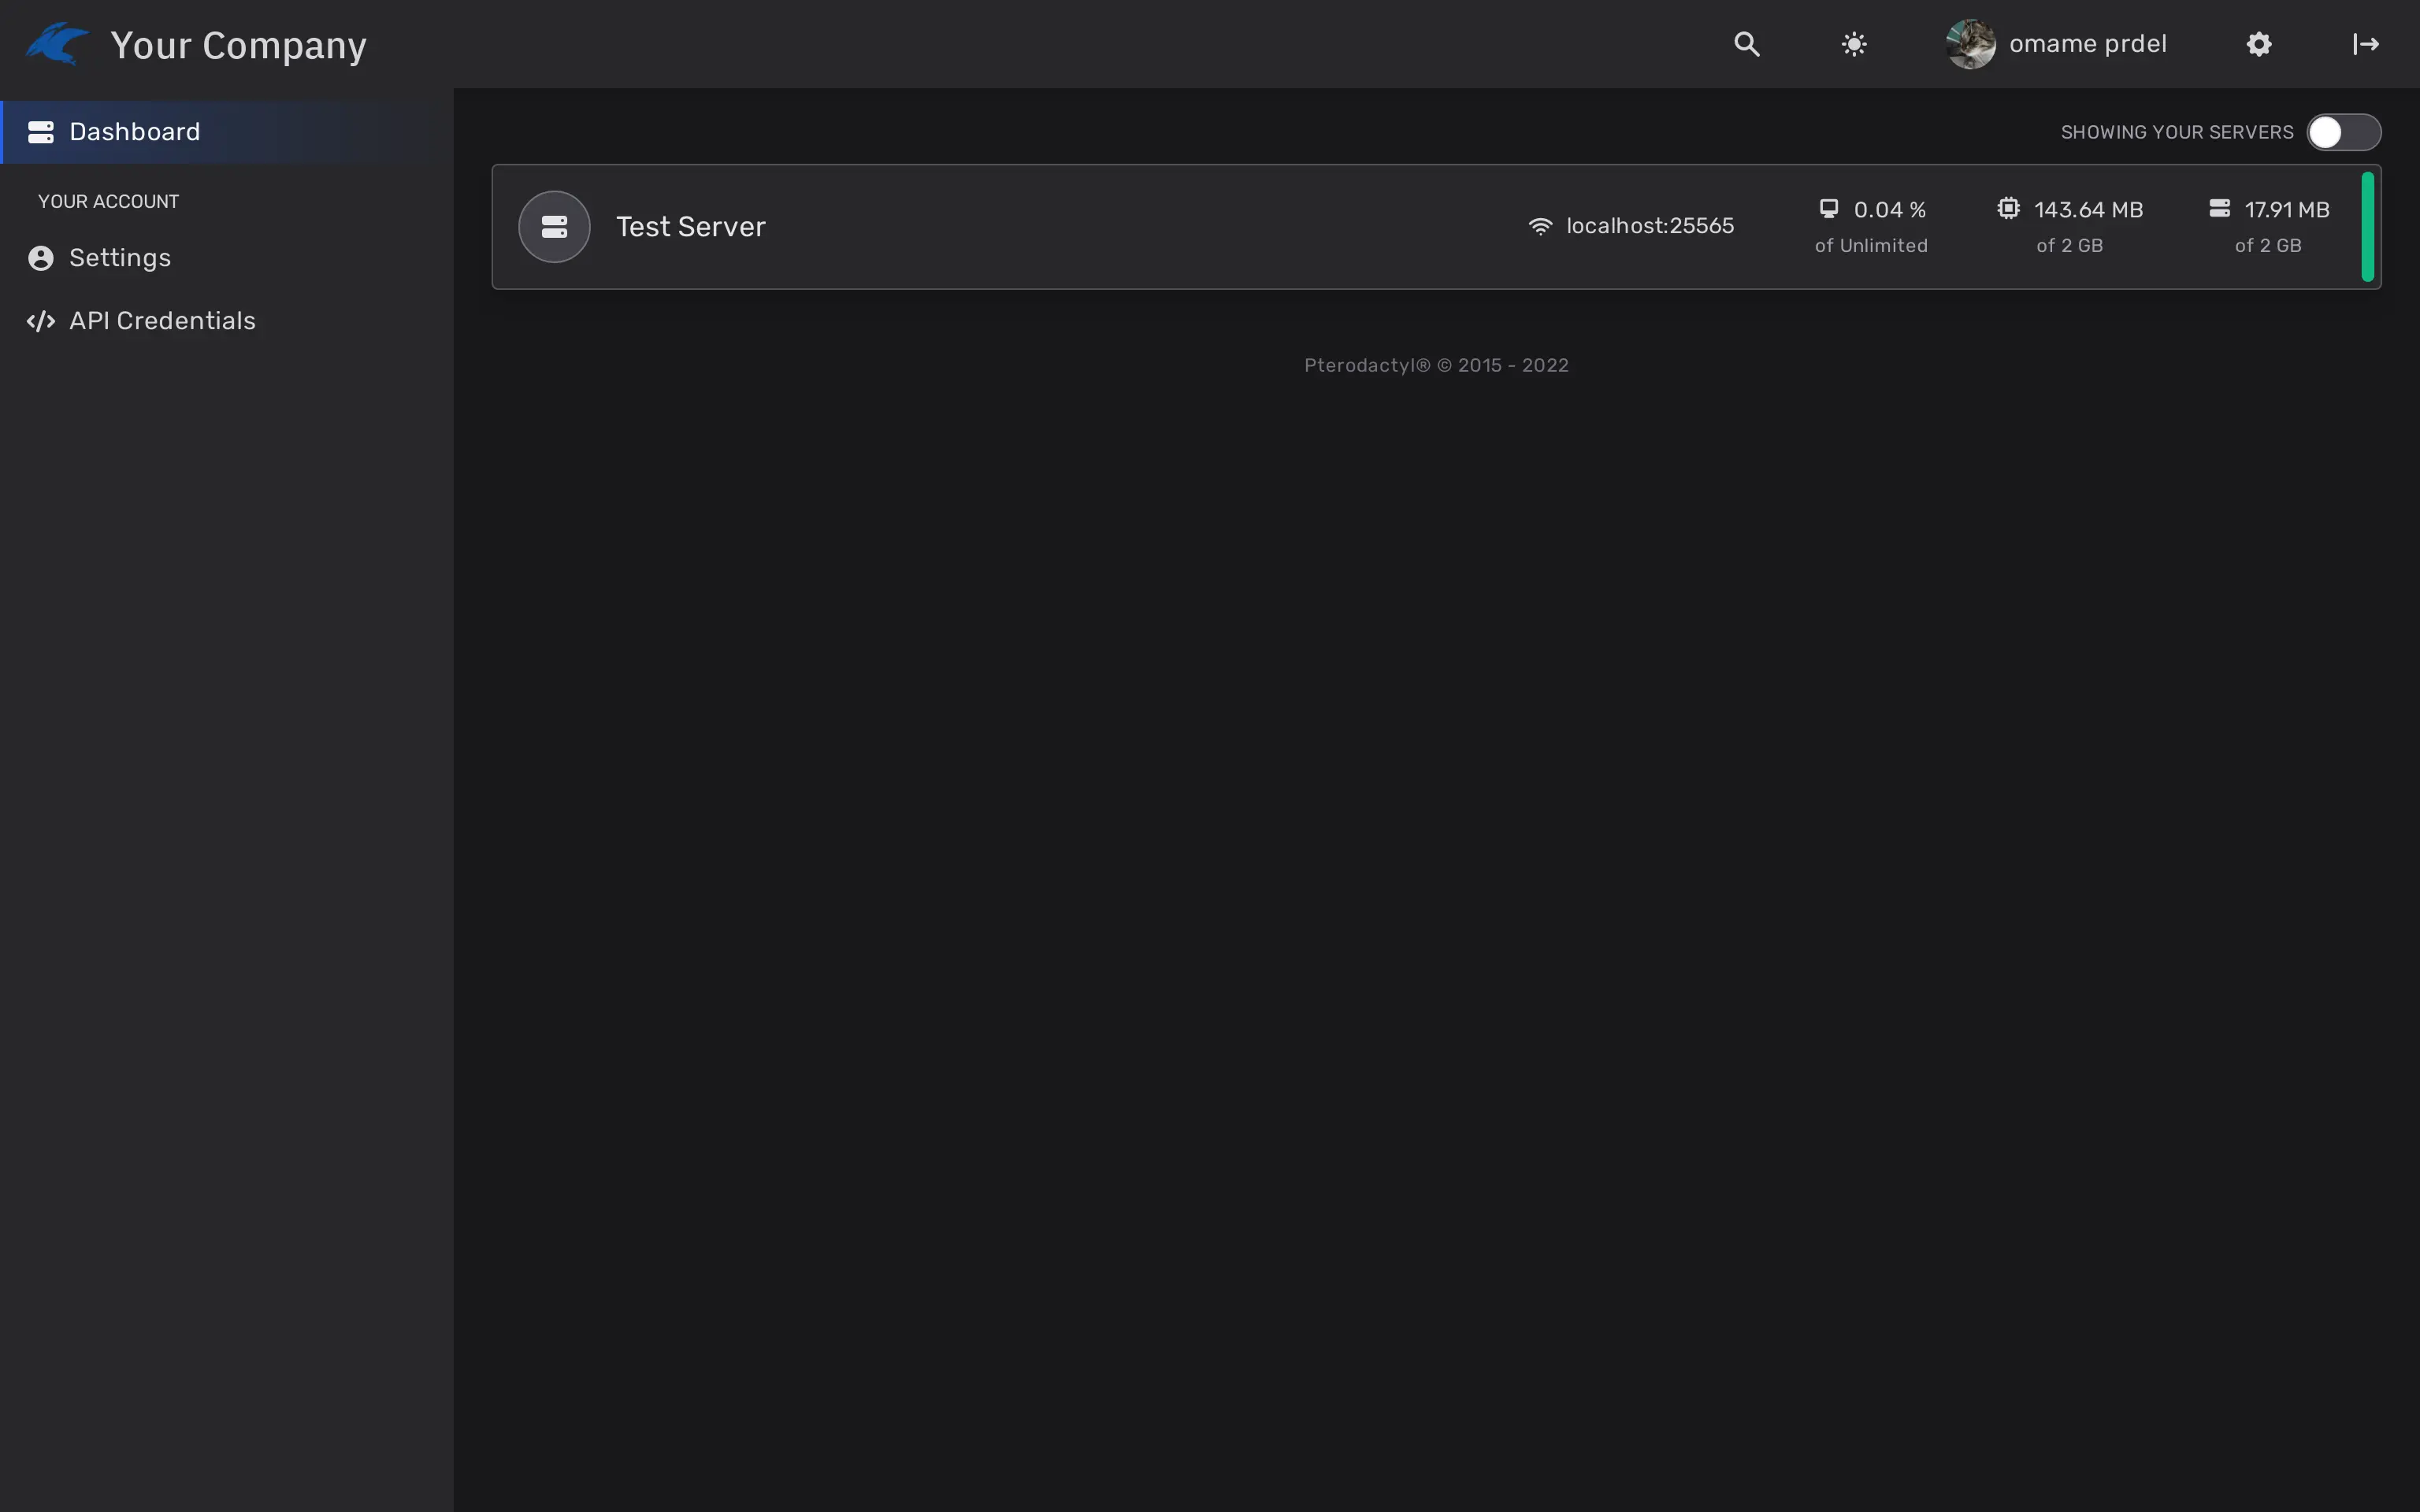 Your Company
omame prdel
Dashboard
YOUR ACCOUNT
Settings
API Credentials
SHOWING YOUR SERVERS
Test Server
localhost:25565
0.04 %
of Unlimited
143.64 MB
of 2 GB
17.91 MB
of 2 GB
Pterodactyl® © 2015 - 2022